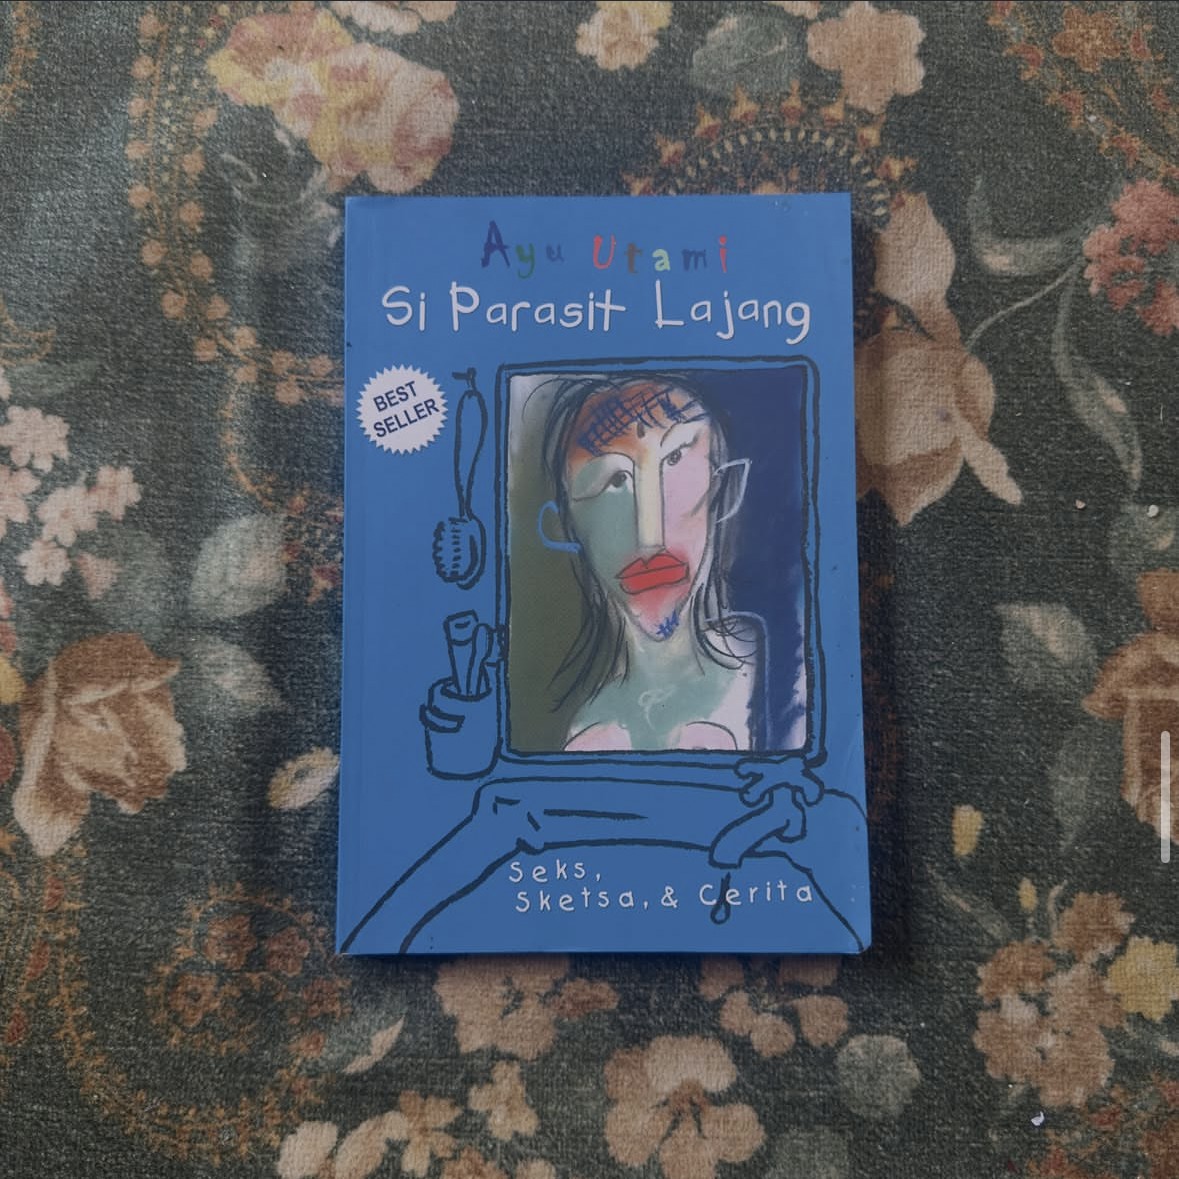 Ayu Utami
Si Parasit Lajang
BEST
SELLER
Seks,
Sketsa, & Cerita